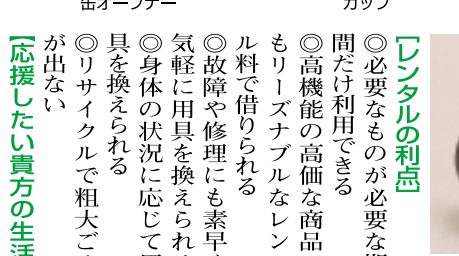 缶オープナー
カップ
【レンタルの利点】
◎必要なものが必要な期
間だけ利用できる
◎高機能の高価な商品
もリーズナブルなレン
ル料で借りられる
◎故障や修理にも素早
気軽に用具を換えられ
◎身体の状況に応じて
具を換えられる
◎リサイクルで粗大ご
が出ない
【応援したい貴方の生活